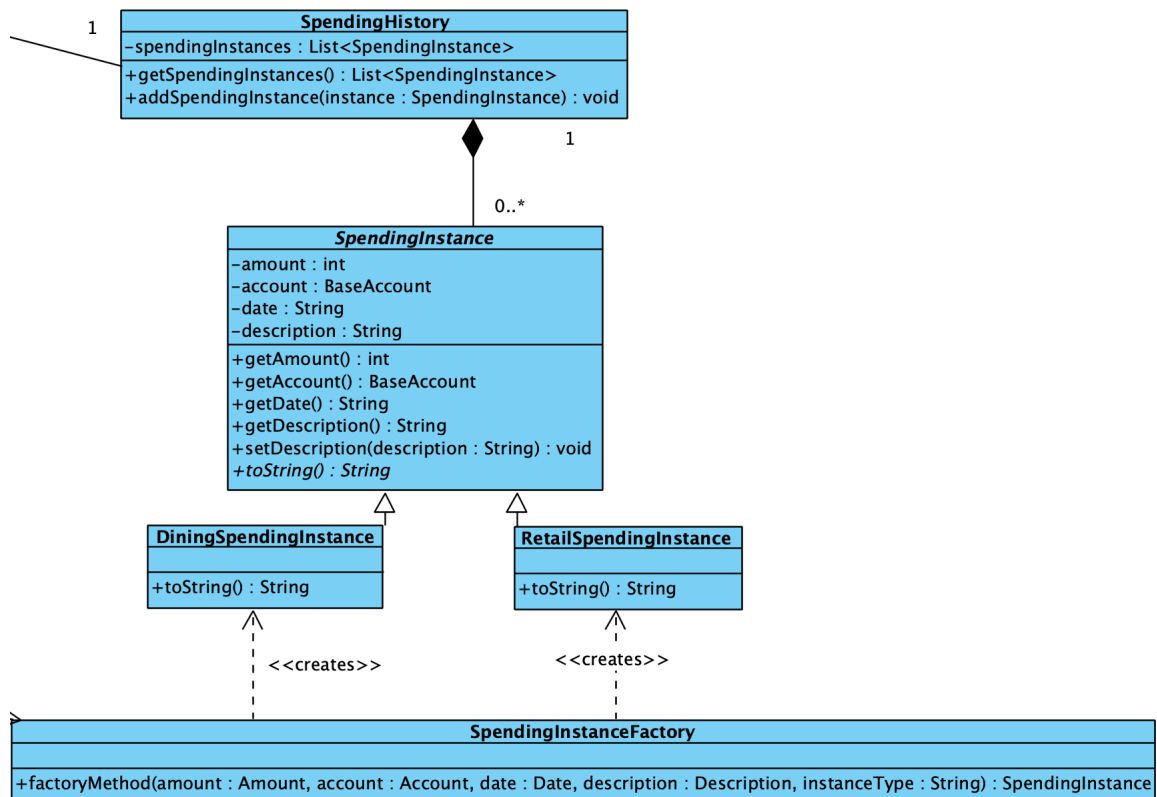 1
SpendingHistory
-spendingInstances : List<SpendingInstance>
+getSpendingInstances() : List<SpendingInstance>
+addSpendingInstance(instance : SpendingInstance) : void
1
0..*
SpendingInstance
-amount : int
-account : BaseAccount
-date : String
-description : String
+getAmount() : int
+getAccount() : BaseAccount
+getDate() : String
+getDescription() : String
+setDescription(description : String) : void
+toString() : String
DiningSpendingInstance
+toString() : String
RetailSpendingInstance
+toString() : String
<<creates>>
<<creates>>
SpendingInstanceFactory
+factoryMethod(amount : Amount, account : Account, date : Date, description : Description, instanceType : String) : SpendingInstance